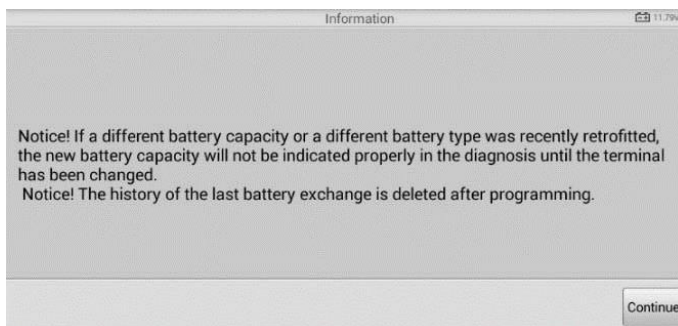 Information
11.79v
Notice! If a different battery capacity or a different battery type was recently retrofitted,
the new battery capacity will not be indicated properly in the diagnosis until the terminal
has been changed.
Notice! The history of the last battery exchange is deleted after programming.
Continue